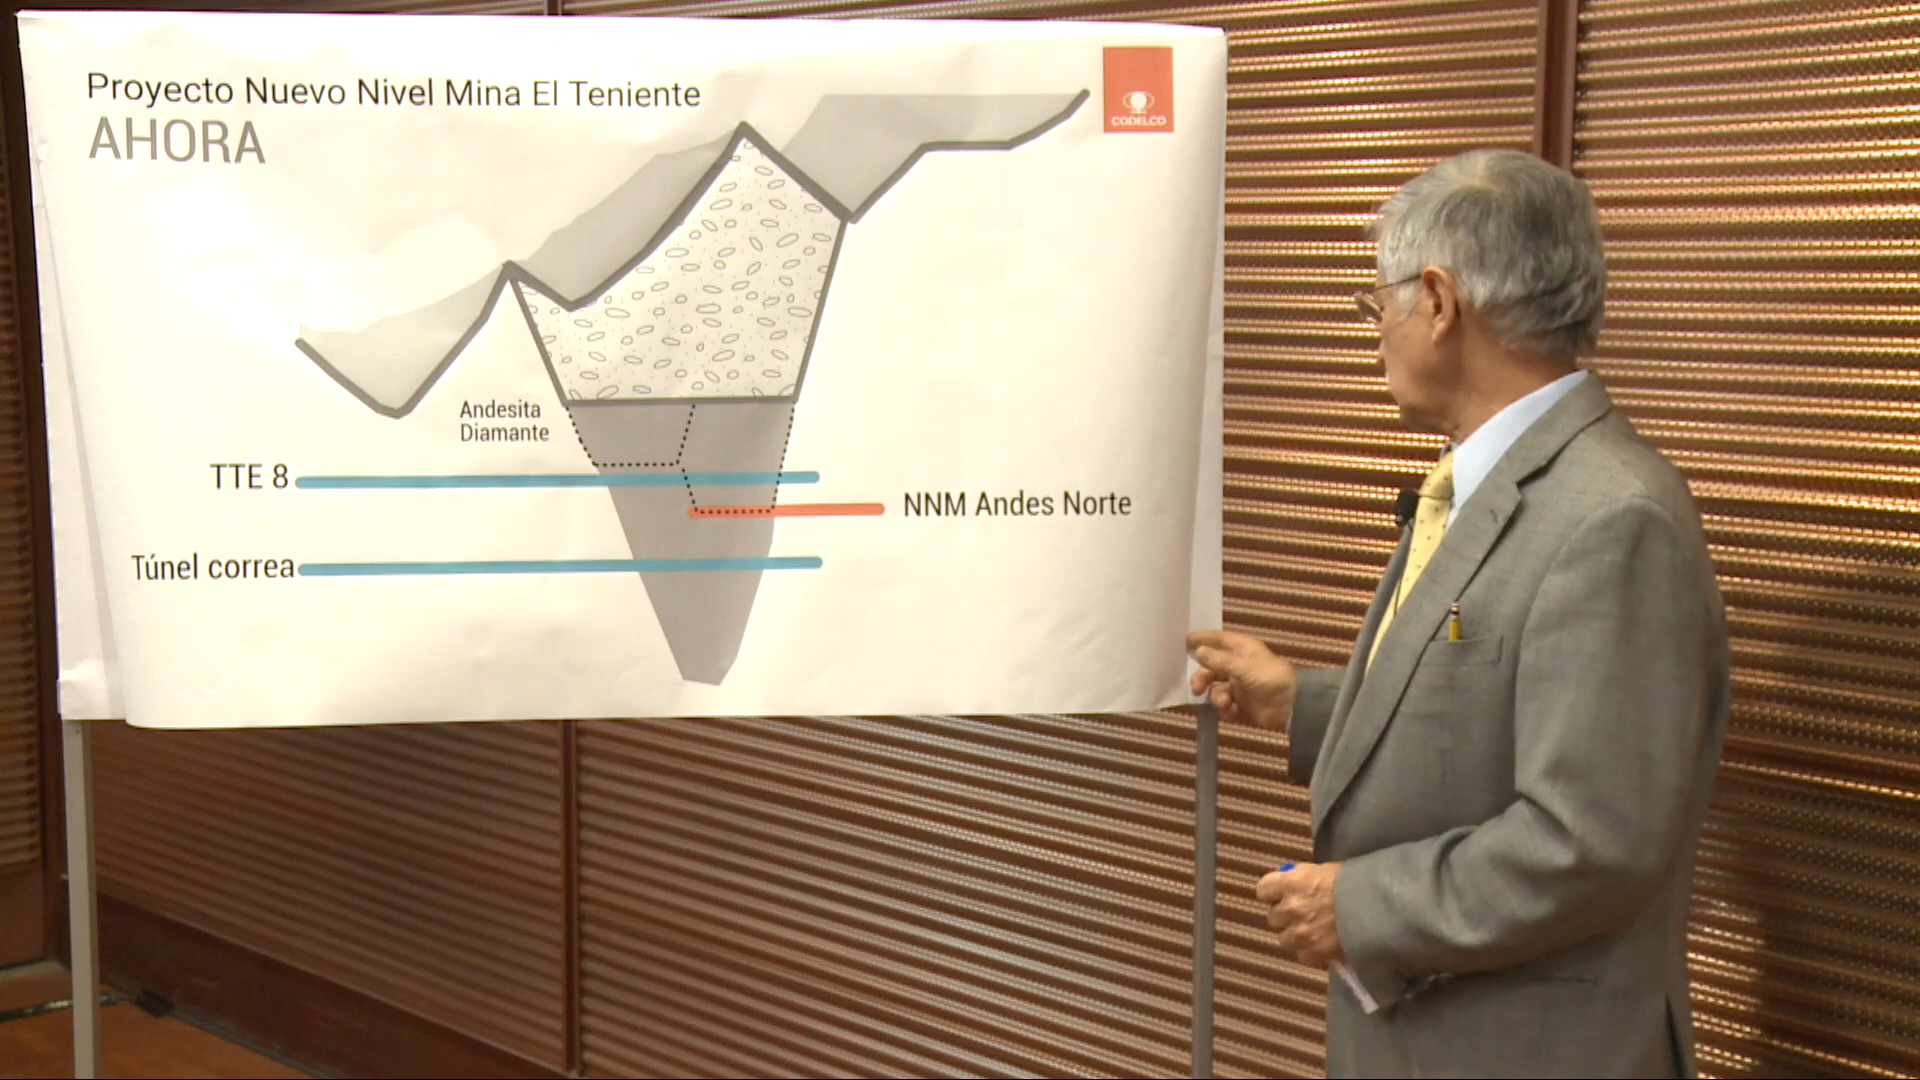 Proyecto Nuevo Nivel Mina El Teniente
AHORA
CODELCO
Andesita
Diamante
TTE 8
NNM Andes Norte
Túnel correa